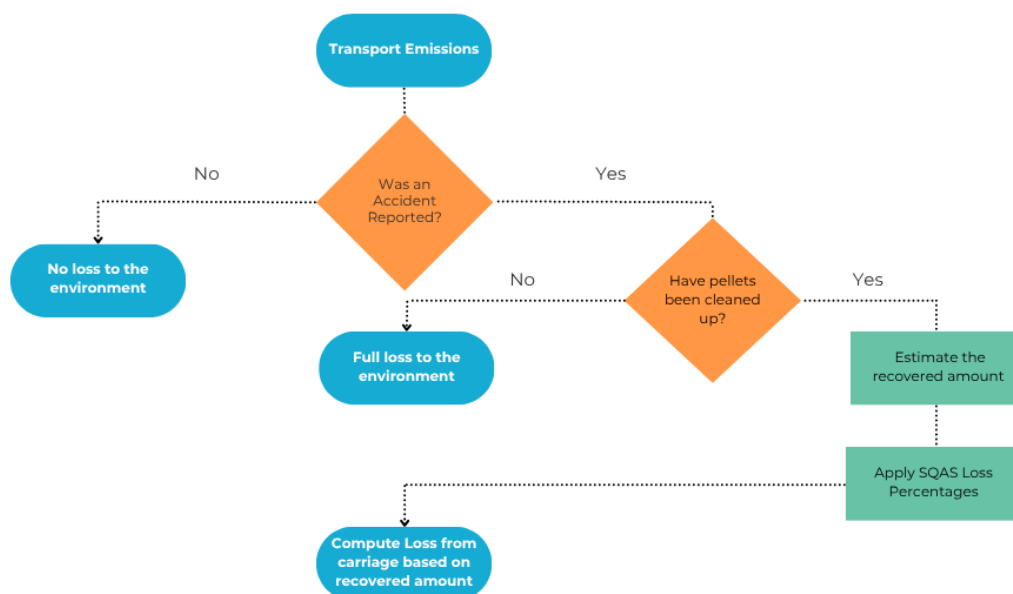 Transport Emissions
No
Yes
Was an
Accident
Reported?
No loss to the
environment
No
Have pellets
been cleaned
up?
Yes
Full loss to the
environment
Estimate the
recovered amount
Apply SQAS Loss
Percentages
Compute Loss from
carriage based on
recovered amount